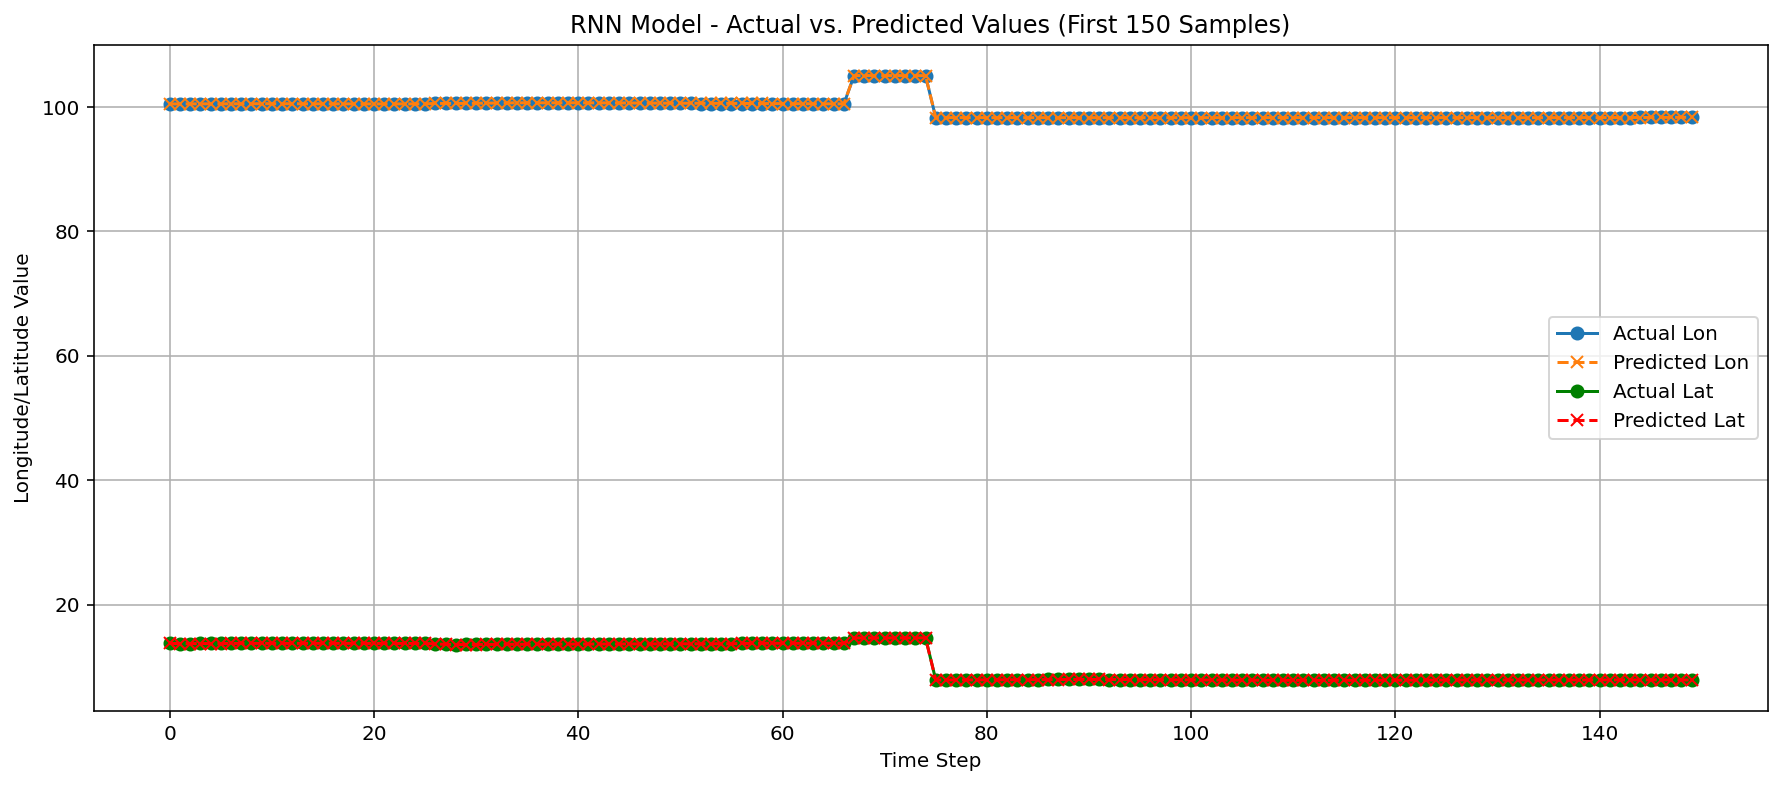 RNN Model - Actual vs. Predicted Values (First 150 Samples)
Longitude/Latitude Value
100
80
60
40
20
Actual Lon
Predicted Lon
Actual Lat
Predicted Lat
0 20 40 60 80 100 120 140
Time Step